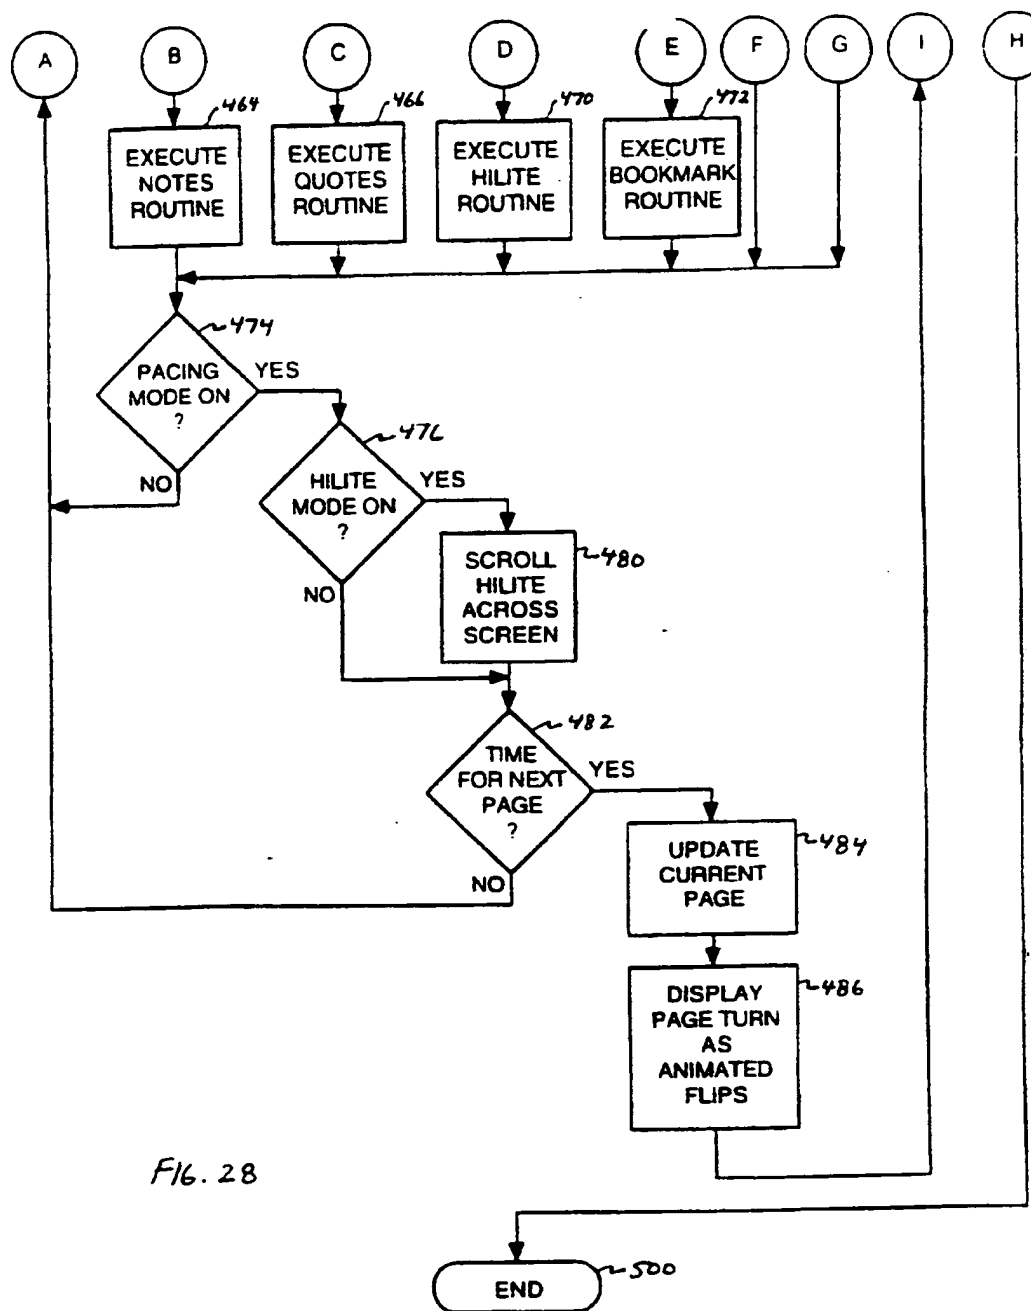 A
B
C
D
E
F
G
I
H
464
466
470
472
EXECUTE
NOTES
ROUTINE
EXECUTE
QUOTES
ROUTINE
EXECUTE
HILITE
ROUTINE
EXECUTE
BOOKMARK
ROUTINE
474
PACING
MODE ON
?
YES
NO
476
HILITE
MODE ON
?
YES
NO
480
SCROLL
HILITE
ACROSS
SCREEN
482
TIME
FOR NEXT
PAGE
?
YES
NO
484
UPDATE
CURRENT
PAGE
486
DISPLAY
PAGE TURN
AS
ANIMATED
FLIPS
FIG. 28
500
END